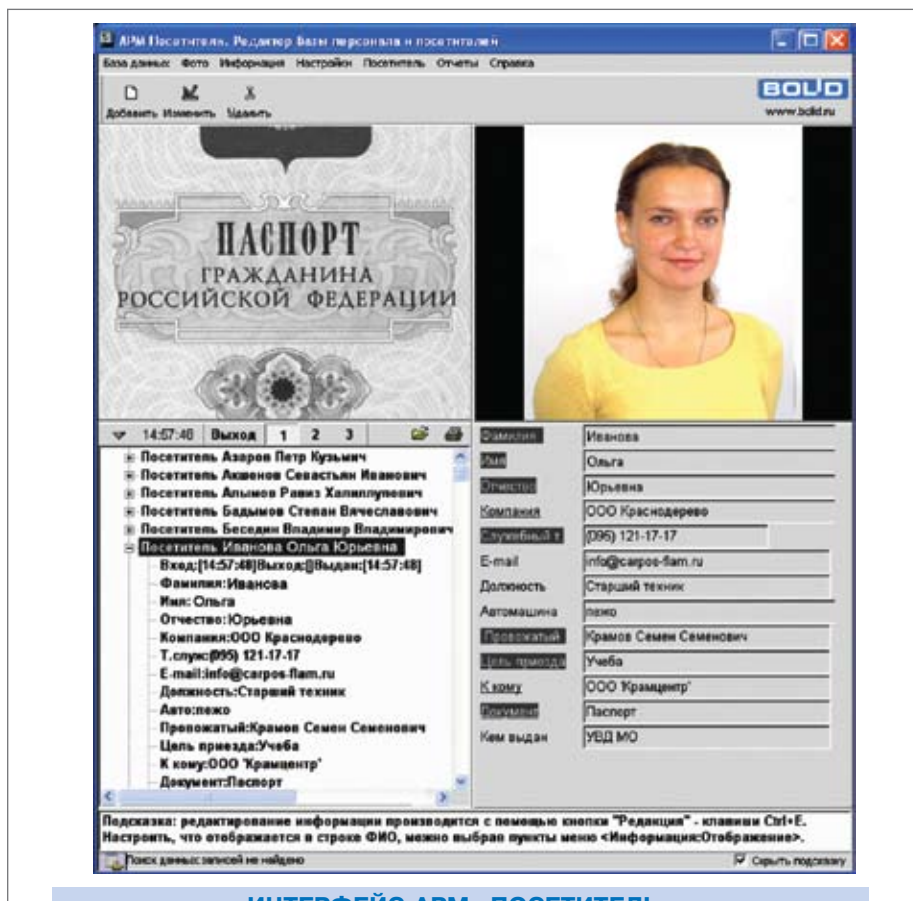 АРМ Посетитель. Редактор базы персонала и посетителей
База данных Фото Информация Настройки Посетитель Отчеты Справка
Добавить Изменить Удалить
BOLID
www.bolid.ru
ПАСПОРТ
ГРАЖДАНИНА
РОССИЙСКОЙ ФЕДЕРАЦИИ
14:57:48 Выход 1 2 3
Посетитель Азаров Петр Кузьмич
Посетитель Акшенов Севастьян Иванович
Посетитель Алымов Равиз Халиллулович
Посетитель Бадымов Степан Вячеславович
Посетитель Беседин Владимир Владимирович
Посетитель Иванова Ольга Юрьевна
Вход:[14:57:48]Выход:[]Выдан:[14:57:48]
Фамилия:Иванова
Имя:Ольга
Отчество:Юрьевна
Компания:ООО Краснодерево
Т.служ:(095) 121-17-17
E-mail:info@carpos-flam.ru
Должность:Старший техник
Авто:пежо
Провожатый:Крамов Семен Семенович
Цель приезда:Учеба
К кому:ООО 'Крамцентр'
Документ:Паспорт
Фамилия Иванова
Имя Ольга
Отчество Юрьевна
Компания ООО Краснодерево
Служебный т (095) 121-17-17
E-mail info@carpos-flam.ru
Должность Старший техник
Автомашина пежо
Провожатый Крамов Семен Семенович
Цель приезда Учеба
К кому ООО 'Крамцентр'
Документ Паспорт
Кем выдан УВД МО
Подсказка: редактирование информации производится с помощью кнопки "Редакция" - клавиши Ctrl+E.
Настроить, что отображается в строке ФИО, можно выбрав пункты меню <Информация:Отображение>.
Поиск данных: записей не найдено
Скрыть подсказку
ИНТЕРФЕЙС АРМ «ПОСЕТИТЕЛЬ»